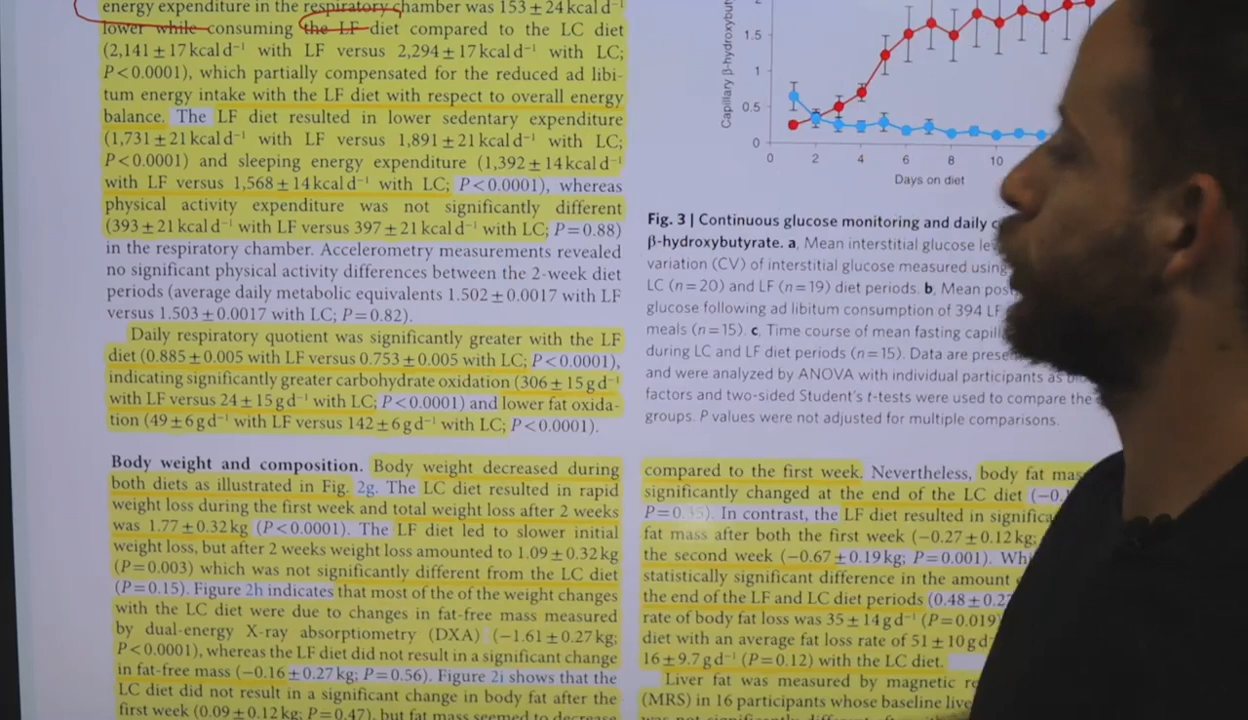 energy expenditure in the respiratory chamber was 153 ± 24 kcal d⁻¹
lower while consuming the LF diet compared to the LC diet
(2,141 ± 17 kcal d⁻¹ with LF versus 2,294 ± 17 kcal d⁻¹ with LC;
P < 0.0001), which partially compensated for the reduced ad libi-
tum energy intake with the LF diet with respect to overall energy
balance. The LF diet resulted in lower sedentary expenditure
(1,731 ± 21 kcal d⁻¹ with LF versus 1,891 ± 21 kcal d⁻¹ with LC;
P < 0.0001) and sleeping energy expenditure (1,392 ± 14 kcal d⁻¹
with LF versus 1,568 ± 14 kcal d⁻¹ with LC; P < 0.0001), whereas
physical activity expenditure was not significantly different
(393 ± 21 kcal d⁻¹ with LF versus 397 ± 21 kcal d⁻¹ with LC; P = 0.88)
in the respiratory chamber. Accelerometry measurements revealed
no significant physical activity differences between the 2-week diet
periods (average daily metabolic equivalents 1.502 ± 0.0017 with LF
versus 1.503 ± 0.0017 with LC; P = 0.82).
Daily respiratory quotient was significantly greater with the LF
diet (0.885 ± 0.005 with LF versus 0.753 ± 0.005 with LC; P < 0.0001),
indicating significantly greater carbohydrate oxidation (306 ± 15 g d⁻¹
with LF versus 24 ± 15 g d⁻¹ with LC; P < 0.0001) and lower fat oxida-
tion (49 ± 6 g d⁻¹ with LF versus 142 ± 6 g d⁻¹ with LC; P < 0.0001).
Body weight and composition. Body weight decreased during
both diets as illustrated in Fig. 2g. The LC diet resulted in rapid
weight loss during the first week and total weight loss after 2 weeks
was 1.77 ± 0.32 kg (P < 0.0001). The LF diet led to slower initial
weight loss, but after 2 weeks weight loss amounted to 1.09 ± 0.32 kg
(P = 0.003) which was not significantly different from the LC diet
(P = 0.15). Figure 2h indicates that most of the of the weight changes
with the LC diet were due to changes in fat-free mass measured
by dual-energy X-ray absorptiometry (DXA) (−1.61 ± 0.27 kg;
P < 0.0001), whereas the LF diet did not result in a significant change
in fat-free mass (−0.16 ± 0.27 kg; P = 0.56). Figure 2i shows that the
LC diet did not result in a significant change in body fat after the
first week (0.09 ± 0.12 kg; P = 0.47), but fat mass seemed to decrease
Capillary β-hydroxybut
2
1.5
1
0.5
0
0 2 4 6 8 10
Days on diet
Fig. 3 | Continuous glucose monitoring and daily c
β-hydroxybutyrate. a, Mean interstitial glucose le
variation (CV) of interstitial glucose measured using
LC (n = 20) and LF (n = 19) diet periods. b, Mean pos
glucose following ad libitum consumption of 394 LF
meals (n = 15). c, Time course of mean fasting capill
during LC and LF diet periods (n = 15). Data are prese
and were analyzed by ANOVA with individual participants as
factors and two-sided Student's t-tests were used to compare the
groups. P values were not adjusted for multiple comparisons.
compared to the first week. Nevertheless, body fat mas
significantly changed at the end of the LC diet (−0.
In contrast, the LF diet resulted in significa
fat mass after both the first week (−0.27 ± 0.12 kg;
the second week (−0.67 ± 0.19 kg; P = 0.001). Wh
statistically significant difference in the amount
the end of the LF and LC diet periods (0.48 ± 0.2
rate of body fat loss was 35 ± 14 g d⁻¹ (P = 0.019)
diet with an average fat loss rate of 51 ± 10 g d
16 ± 9.7 g d⁻¹ (P = 0.12) with the LC diet.
Liver fat was measured by magnetic re
(MRS) in 16 participants whose baseline live